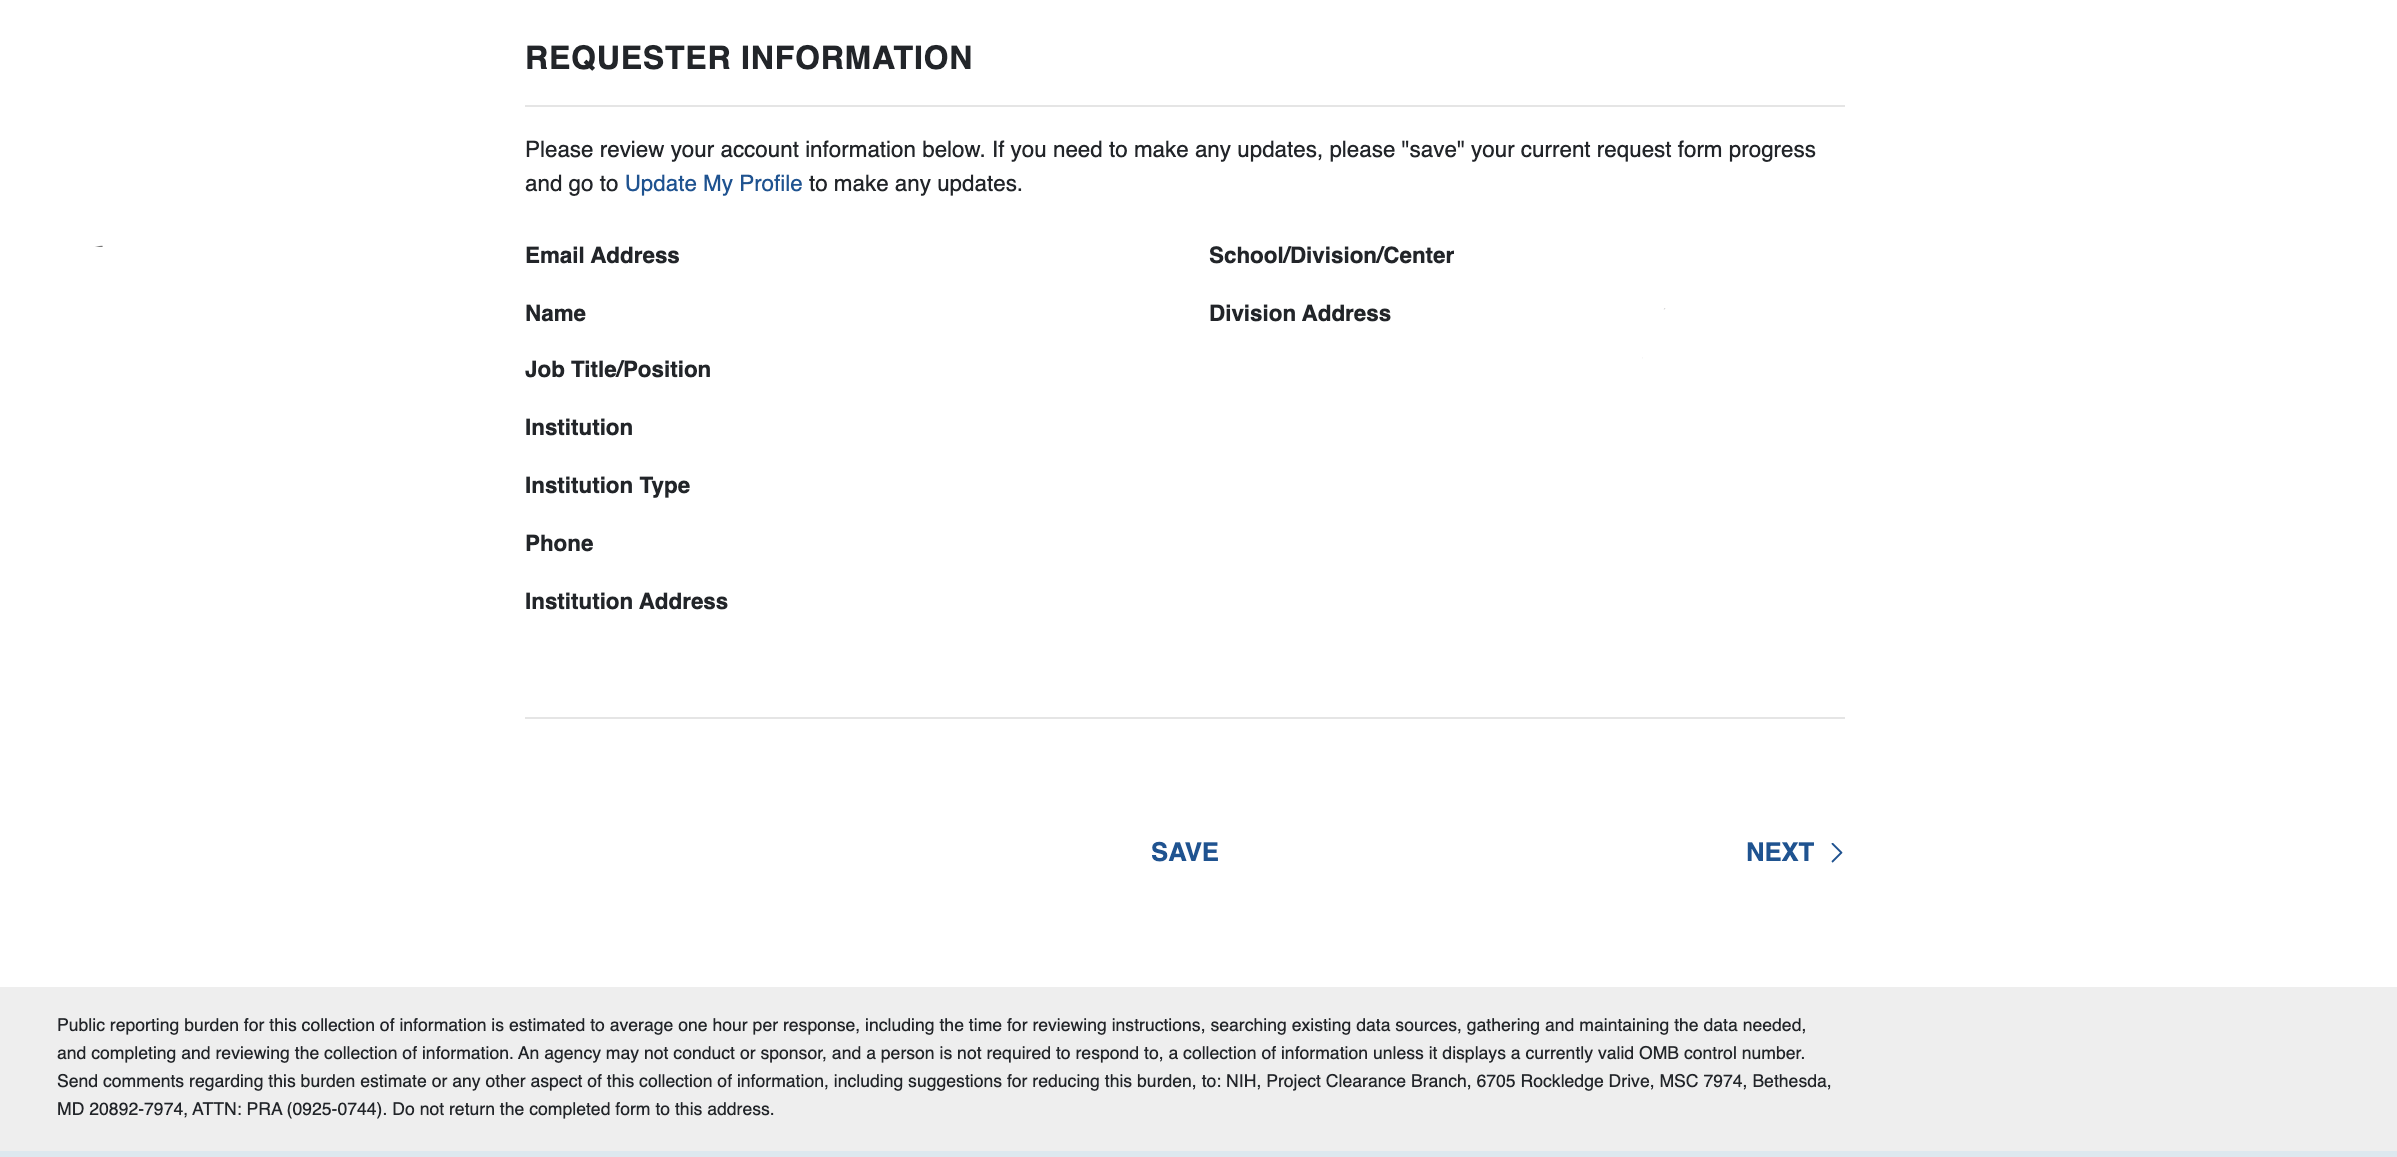 REQUESTER INFORMATION
Please review your account information below. If you need to make any updates, please "save" your current request form progress
and go to Update My Profile to make any updates.
Email Address
School/Division/Center
Name
Division Address
Job Title/Position
Institution
Institution Type
Phone
Institution Address
SAVE
NEXT
Public reporting burden for this collection of information is estimated to average one hour per response, including the time for reviewing instructions, searching existing data sources, gathering and maintaining the data needed,
and completing and reviewing the collection of information. An agency may not conduct or sponsor, and a person is not required to respond to, a collection of information unless it displays a currently valid OMB control number.
Send comments regarding this burden estimate or any other aspect of this collection of information, including suggestions for reducing this burden, to: NIH, Project Clearance Branch, 6705 Rockledge Drive, MSC 7974, Bethesda,
MD 20892-7974, ATTN: PRA (0925-0744). Do not return the completed form to this address.